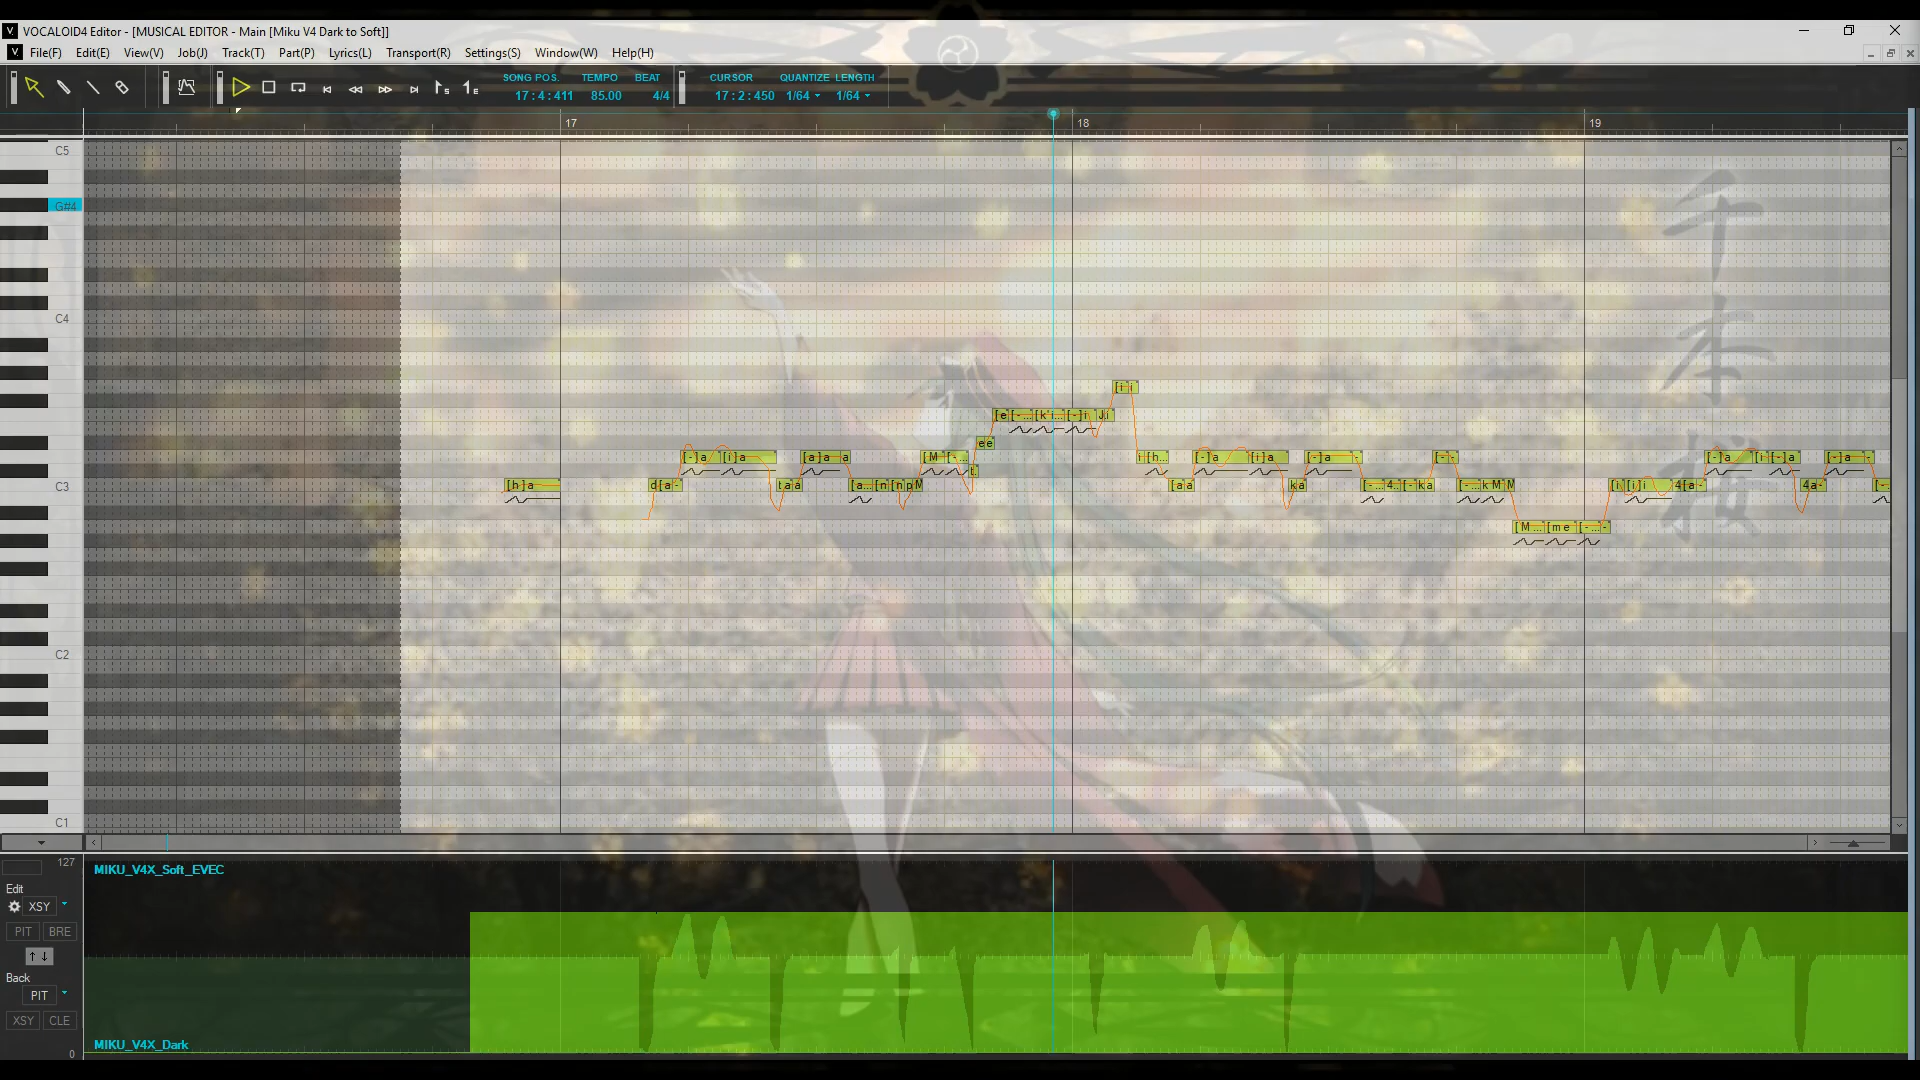 VOCALOID4 Editor - [MUSICAL EDITOR - Main [Miku V4 Dark to Soft]]
File(F) Edit(E) View(V) Job(J) Track(T) Part(P) Lyrics(L) Transport(R) Settings(S) Window(W) Help(H)
SONG POS. TEMPO BEAT CURSOR QUANTIZE LENGTH
17 : 4 : 411 85.00 4/4 17 : 2 : 450 1/64 1/64
17 18 19
C5
G#4
C4
[i i
[e [-... [k'i... [-]i J i
e e
[-]a [i]a [a]a a [M [-... i [h... [-]a [i]a [-]a - [-- [-]a [i [-]a [-]a -
t
C3
[h]a d[a- t a a [a... [n [n p M [a a k a [-... 4... [- k a [-... k M M [i [i]i 4[a- 4a- [-
[M... [m e [-... -
C2
C1
千本桜
127
MIKU_V4X_Soft_EVEC
Edit
XSY
PIT BRE
Back
PIT
XSY CLE
MIKU_V4X_Dark
0